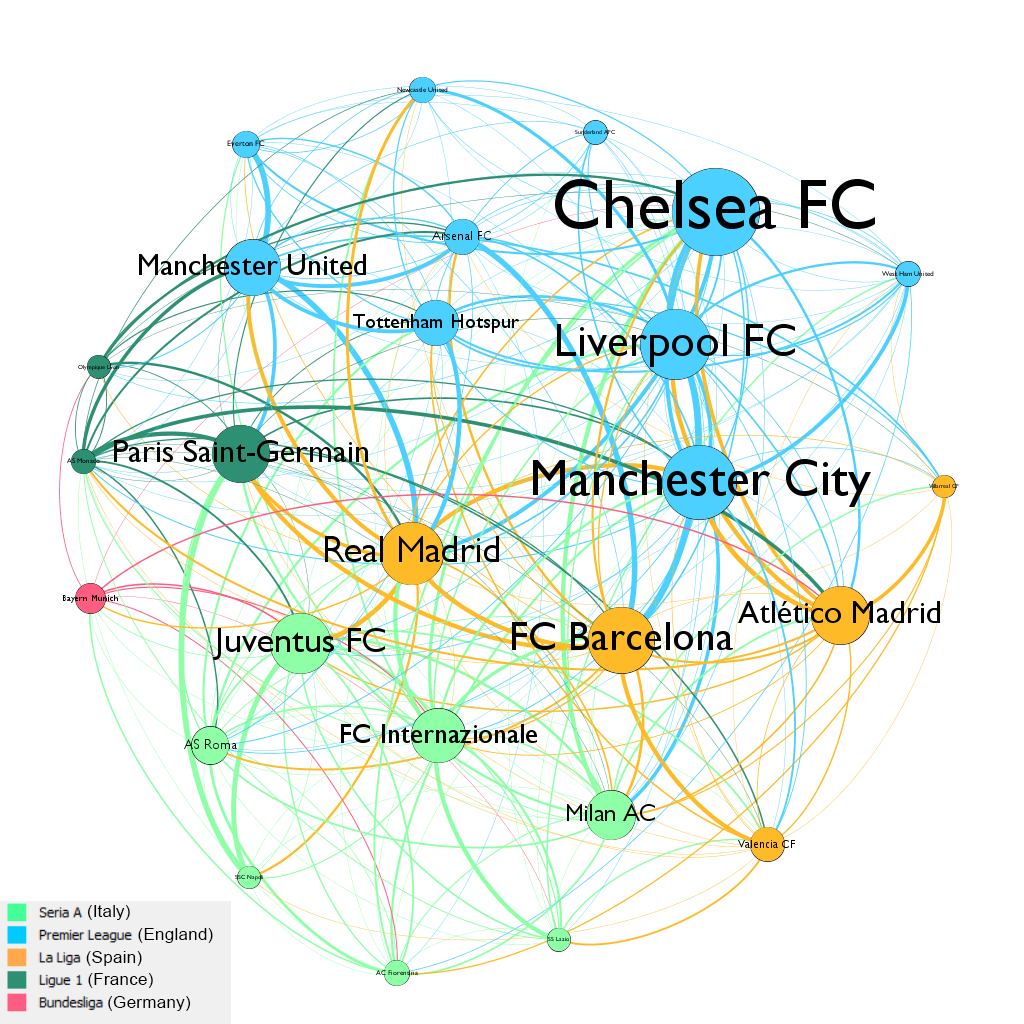 Newcastle United
Sunderland AFC
Everton FC
Chelsea FC
Arsenal FC
Manchester United
West Ham United
Tottenham Hotspur
Liverpool FC
Olympique Lyon
Paris Saint-Germain
AS Monaco
Manchester City
Villarreal CF
Real Madrid
Bayern Munich
Atlético Madrid
Juventus FC
FC Barcelona
FC Internazionale
AS Roma
Milan AC
Valencia CF
SSC Napoli
SS Lazio
AC Fiorentina
Seria A (Italy)
Premier League (England)
La Liga (Spain)
Ligue 1 (France)
Bundesliga (Germany)